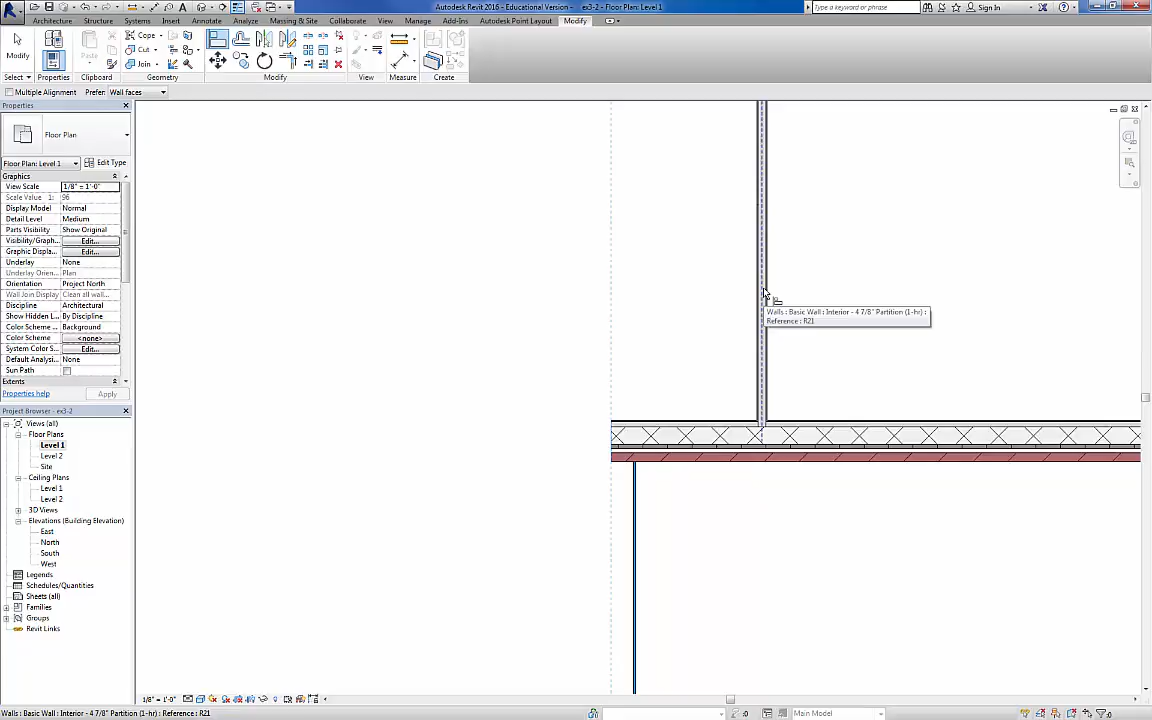 Autodesk Revit 2016 - Educational Version - ex3-2 - Floor Plan: Level 1
Type a keyword or phrase
Sign In
Architecture Structure Systems Insert Annotate Analyze Massing & Site Collaborate View Manage Add-Ins Autodesk Point Layout Modify
Modify Paste Cope Cut Join
Select Properties Clipboard Geometry Modify View Measure Create
Multiple Alignment Prefer: Wall faces
Properties
Floor Plan
Floor Plan: Level 1 Edit Type
Graphics
View Scale 1/8" = 1'-0"
Scale Value 1: 96
Display Model Normal
Detail Level Medium
Parts Visibility Show Original
Visibility/Graph... Edit...
Graphic Displa... Edit...
Underlay None
Underlay Orien... Plan
Orientation Project North
Wall Join Display Clean all wall...
Discipline Architectural
Show Hidden L... By Discipline
Color Scheme ... Background
Color Scheme <none>
System Color S... Edit...
Default Analysi... None
Sun Path
Extents
Properties help Apply
Project Browser - ex3-2
Views (all)
Floor Plans
Level 1
Level 2
Site
Ceiling Plans
Level 1
Level 2
3D Views
Elevations (Building Elevation)
East
North
South
West
Legends
Schedules/Quantities
Sheets (all)
Families
Groups
Revit Links
Walls : Basic Wall : Interior - 4 7/8" Partition (1-hr) :
Reference : R21
1/8" = 1'-0"
Walls : Basic Wall : Interior - 4 7/8" Partition (1-hr) : Reference : R21
:0 Main Model :0